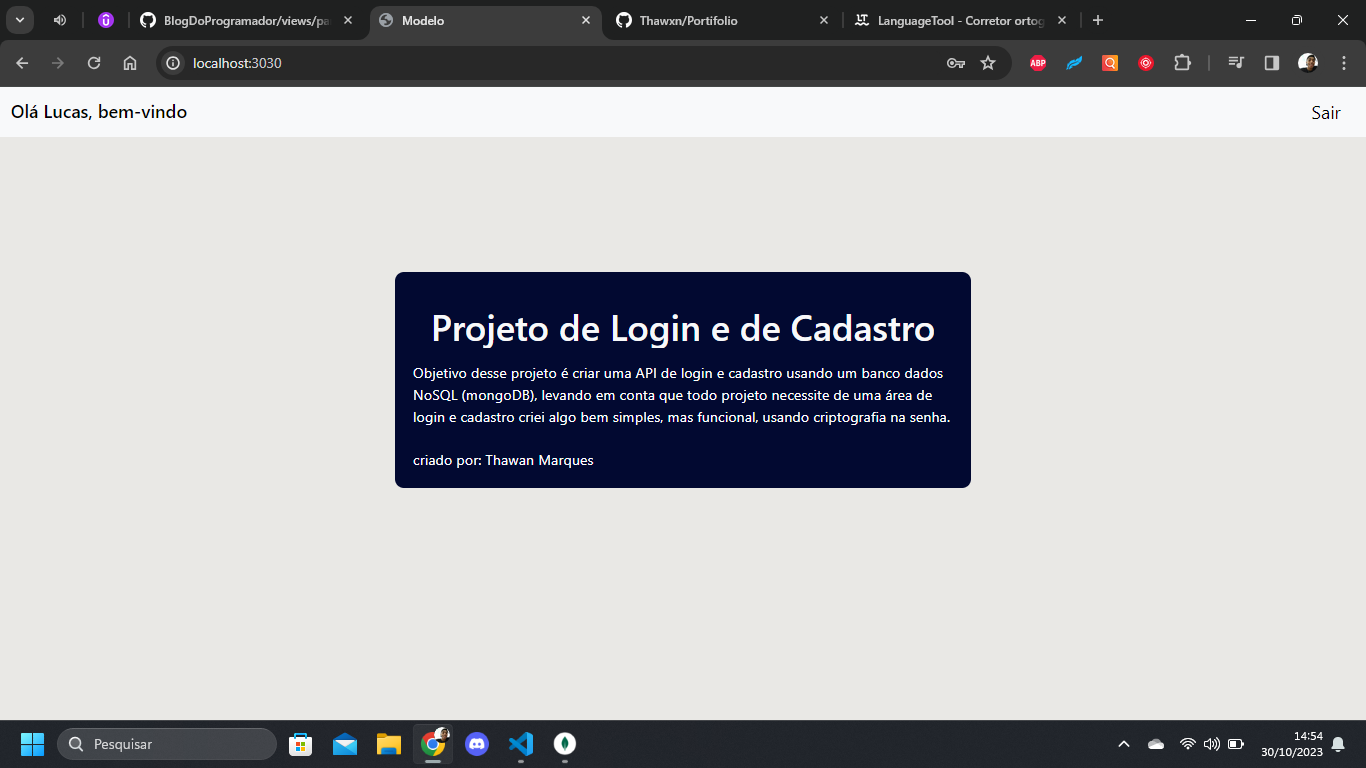 BlogDoProgramador/views/pa
Modelo
Thawxn/Portifolio
LanguageTool - Corretor ortog
localhost:3030
ABP
Olá Lucas, bem-vindo
Sair
Projeto de Login e de Cadastro
Objetivo desse projeto é criar uma API de login e cadastro usando um banco dados
NoSQL (mongoDB), levando em conta que todo projeto necessite de uma área de
login e cadastro criei algo bem simples, mas funcional, usando criptografia na senha.
criado por: Thawan Marques
Pesquisar
14:54
30/10/2023